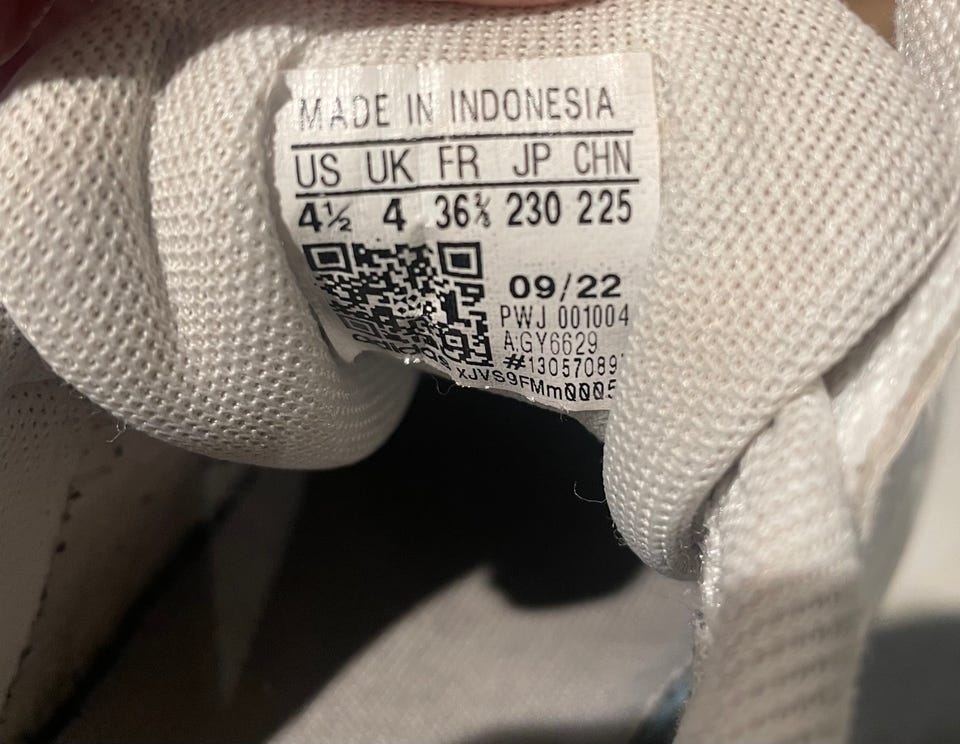 MADE IN INDONESIA
US UK FR JP CHN
4½ 4 36⅔ 230 225
09/22
PWJ 001004
A:GY6629
#13057089
adidas xJVS9FMm0005